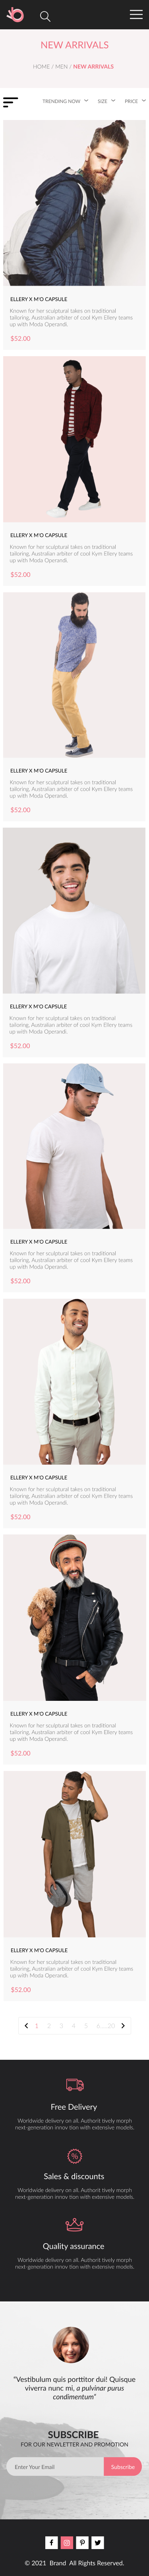 NEW ARRIVALS
HOME / MEN / NEW ARRIVALS
TRENDING NOW SIZE PRICE
ELLERY X M'O CAPSULE
Known for her sculptural takes on traditional
tailoring, Australian arbiter of cool Kym Ellery teams
up with Moda Operandi.
$52.00
ELLERY X M'O CAPSULE
Known for her sculptural takes on traditional
tailoring, Australian arbiter of cool Kym Ellery teams
up with Moda Operandi.
$52.00
ELLERY X M'O CAPSULE
Known for her sculptural takes on traditional
tailoring, Australian arbiter of cool Kym Ellery teams
up with Moda Operandi.
$52.00
ELLERY X M'O CAPSULE
Known for her sculptural takes on traditional
tailoring, Australian arbiter of cool Kym Ellery teams
up with Moda Operandi.
$52.00
ELLERY X M'O CAPSULE
Known for her sculptural takes on traditional
tailoring, Australian arbiter of cool Kym Ellery teams
up with Moda Operandi.
$52.00
ELLERY X M'O CAPSULE
Known for her sculptural takes on traditional
tailoring, Australian arbiter of cool Kym Ellery teams
up with Moda Operandi.
$52.00
ELLERY X M'O CAPSULE
Known for her sculptural takes on traditional
tailoring, Australian arbiter of cool Kym Ellery teams
up with Moda Operandi.
$52.00
ELLERY X M'O CAPSULE
Known for her sculptural takes on traditional
tailoring, Australian arbiter of cool Kym Ellery teams
up with Moda Operandi.
$52.00
1 2 3 4 5 6.....20
Free Delivery
Worldwide delivery on all. Authorit tively morph
next-generation innov tion with extensive models.
Sales & discounts
Worldwide delivery on all. Authorit tively morph
next-generation innov tion with extensive models.
Quality assurance
Worldwide delivery on all. Authorit tively morph
next-generation innov tion with extensive models.
“Vestibulum quis porttitor dui! Quisque
viverra nunc mi, a pulvinar purus
condimentum”
SUBSCRIBE
FOR OUR NEWLETTER AND PROMOTION
Enter Your Email Subscribe
© 2021 Brand All Rights Reserved.